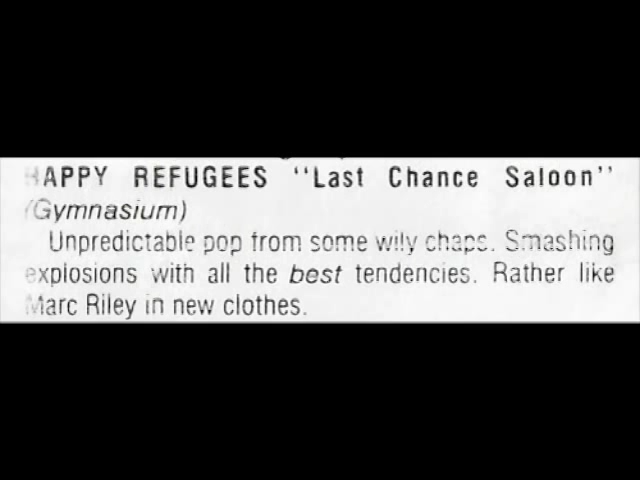 HAPPY REFUGEES "Last Chance Saloon"
(Gymnasium)
Unpredictable pop from some wily chaps. Smashing
explosions with all the best tendencies. Rather like
Marc Riley in new clothes.